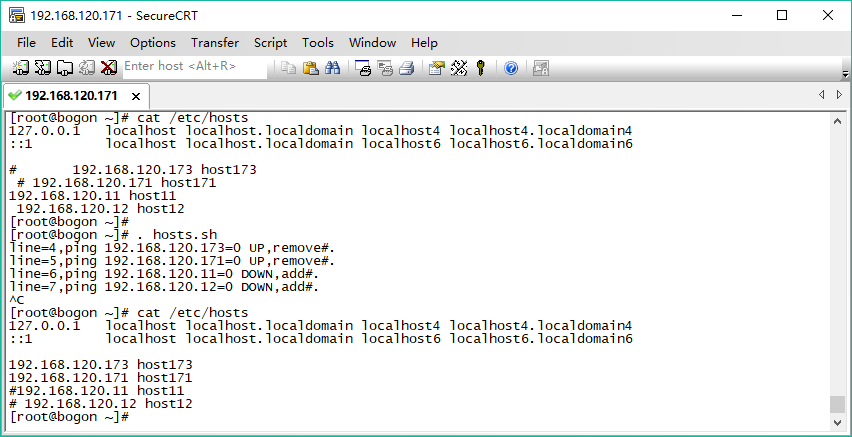 192.168.120.171 - SecureCRT
File Edit View Options Transfer Script Tools Window Help
Enter host <Alt+R>
192.168.120.171
[root@bogon ~]# cat /etc/hosts
127.0.0.1   localhost localhost.localdomain localhost4 localhost4.localdomain4
::1         localhost localhost.localdomain localhost6 localhost6.localdomain6
#       192.168.120.173 host173
 # 192.168.120.171 host171
192.168.120.11 host11
 192.168.120.12 host12
[root@bogon ~]#
[root@bogon ~]# . hosts.sh
line=4,ping 192.168.120.173=0 UP,remove#.
line=5,ping 192.168.120.171=0 UP,remove#.
line=6,ping 192.168.120.11=0 DOWN,add#.
line=7,ping 192.168.120.12=0 DOWN,add#.
^C
[root@bogon ~]# cat /etc/hosts
127.0.0.1   localhost localhost.localdomain localhost4 localhost4.localdomain4
::1         localhost localhost.localdomain localhost6 localhost6.localdomain6
192.168.120.173 host173
192.168.120.171 host171
#192.168.120.11 host11
# 192.168.120.12 host12
[root@bogon ~]#